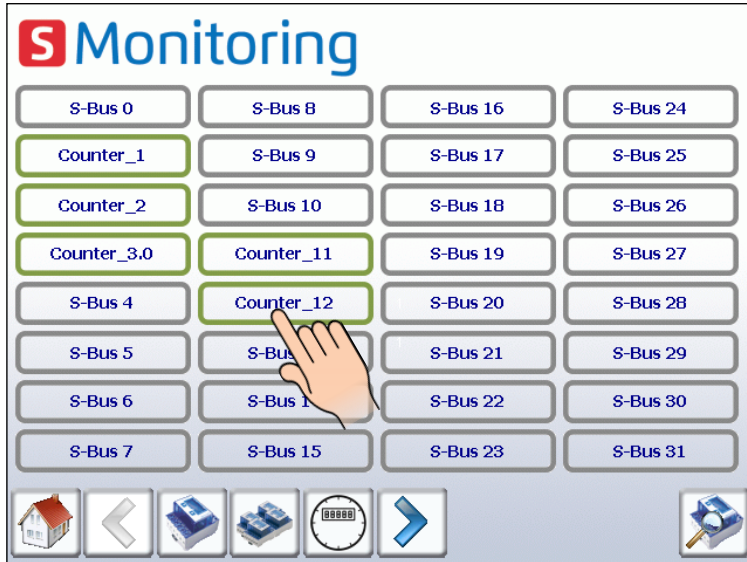 S Monitoring
S-Bus 0 S-Bus 8 S-Bus 16 S-Bus 24
Counter_1 S-Bus 9 S-Bus 17 S-Bus 25
Counter_2 S-Bus 10 S-Bus 18 S-Bus 26
Counter_3.0 Counter_11 S-Bus 19 S-Bus 27
S-Bus 4 Counter_12 S-Bus 20 S-Bus 28
S-Bus 5 S-Bus 21 S-Bus 29
S-Bus 6 S-Bus 22 S-Bus 30
S-Bus 7 S-Bus 15 S-Bus 23 S-Bus 31